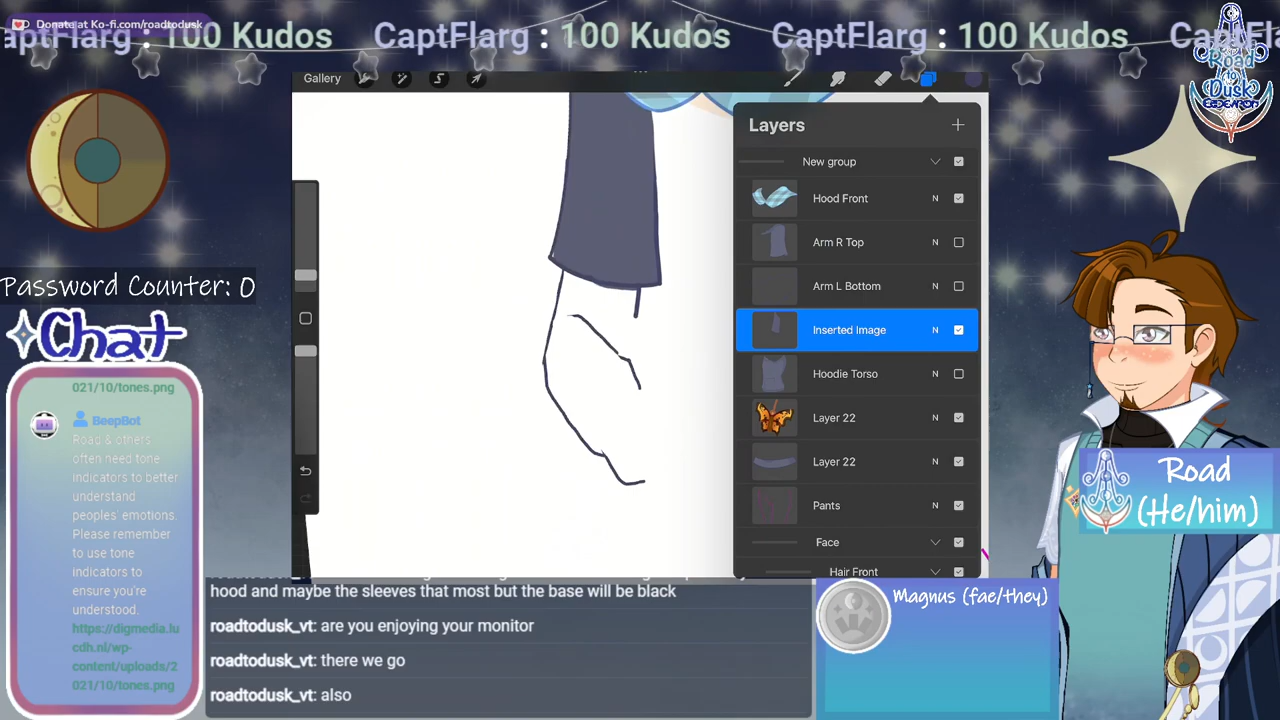 Donate at Ko-fi.com/roadtodusk
CaptFlarg : 100 Kudos CaptFlarg : 100 Kudos CaptFlarg : 100 Kudos
Road
to
Dusk
Gallery
Layers
New group
Hood Front N
Arm R Top N
Arm L Bottom N
Inserted Image N
Hoodie Torso N
Layer 22 N
Layer 22 N
Pants N
Face
Hair Front
Password Counter: 0
Chat
021/10/tones.png
BeepBot
Road & others
often need tone
indicators to better
understand
peoples' emotions.
Please remember
to use tone
indicators to
ensure you're
understood.
https://digmedia.lu
cdh.nl/wp-
content/uploads/2
021/10/tones.png
hood and maybe the sleeves that most but the base will be black
roadtodusk_vt: are you enjoying your monitor
roadtodusk_vt: there we go
roadtodusk_vt: also
Road
(He/him)
Magnus (fae/they)